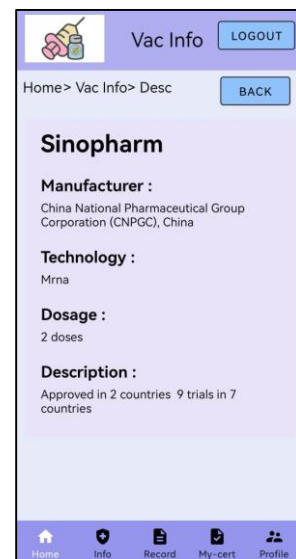 Vac Info
LOGOUT
Home> Vac Info> Desc
BACK
Sinopharm
Manufacturer :
China National Pharmaceutical Group
Corporation (CNPGC), China
Technology :
Mrna
Dosage :
2 doses
Description :
Approved in 2 countries 9 trials in 7
countries
Home Info Record My-cert Profile